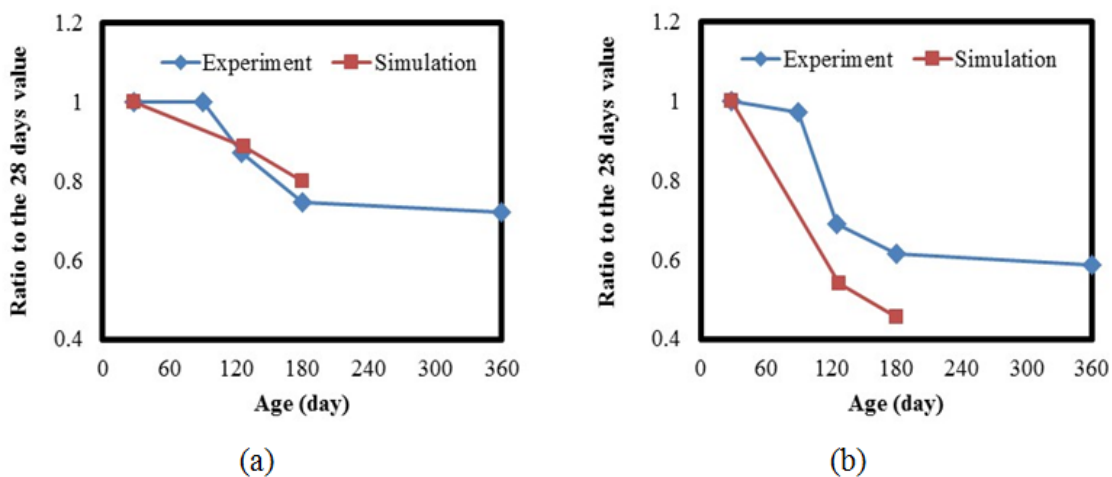 1.2
Experiment Simulation
1
0.8
0.6
0.4
Ratio to the 28 days value
0 60 120 180 240 300 360
Age (day)
(a)
1.2
Experiment Simulation
1
0.8
0.6
0.4
Ratio to the 28 days value
0 60 120 180 240 300 360
Age (day)
(b)